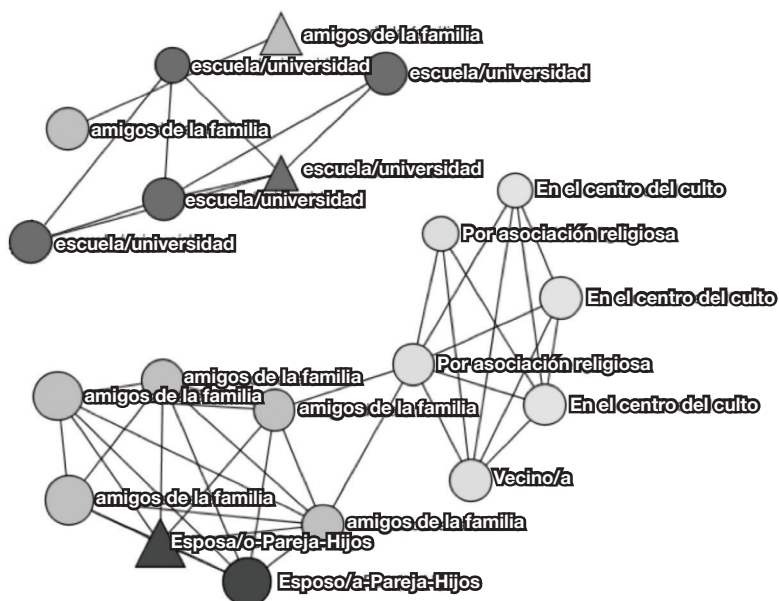 amigos de la familia
escuela/universidad
escuela/universidad
amigos de la familia
escuela/universidad
escuela/universidad
escuela/universidad
En el centro del culto
Por asociación religiosa
En el centro del culto
Por asociación religiosa
amigos de la familia
amigos de la familia
amigos de la familia
En el centro del culto
Vecino/a
amigos de la familia
amigos de la familia
Esposa/o-Pareja-Hijos
Esposo/a-Pareja-Hijos